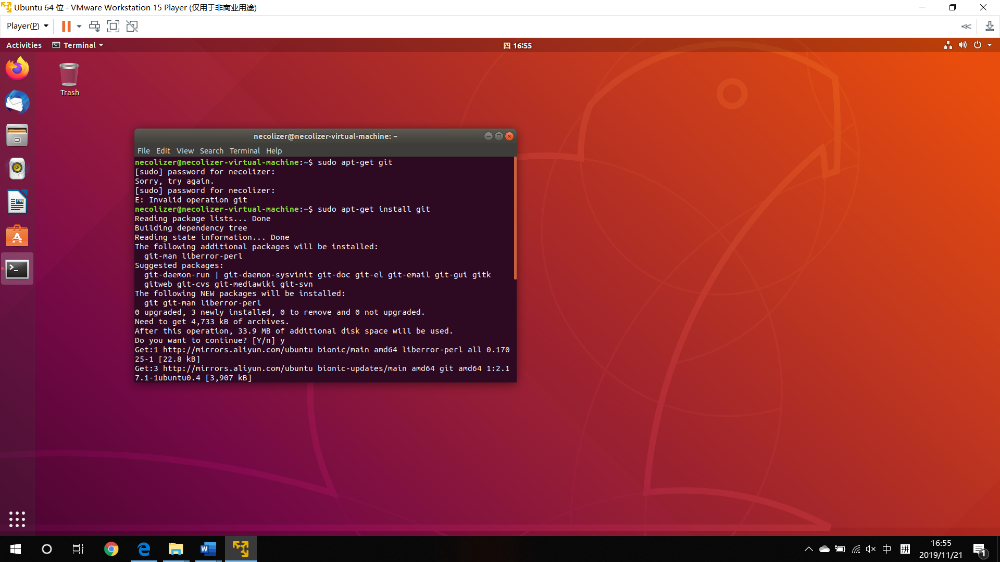 Ubuntu 64 位 - VMware Workstation 15 Player (仅用于非商业用途)
Player(P)
Activities
Terminal
四 16:55
Trash
necolizer@necolizer-virtual-machine: ~
File Edit View Search Terminal Help
necolizer@necolizer-virtual-machine:~$ sudo apt-get git
[sudo] password for necolizer:
Sorry, try again.
[sudo] password for necolizer:
E: Invalid operation git
necolizer@necolizer-virtual-machine:~$ sudo apt-get install git
Reading package lists... Done
Building dependency tree
Reading state information... Done
The following additional packages will be installed:
  git-man liberror-perl
Suggested packages:
  git-daemon-run | git-daemon-sysvinit git-doc git-el git-email git-gui gitk
  gitweb git-cvs git-mediawiki git-svn
The following NEW packages will be installed:
  git git-man liberror-perl
0 upgraded, 3 newly installed, 0 to remove and 0 not upgraded.
Need to get 4,733 kB of archives.
After this operation, 33.9 MB of additional disk space will be used.
Do you want to continue? [Y/n] y
Get:1 http://mirrors.aliyun.com/ubuntu bionic/main amd64 liberror-perl all 0.170
25-1 [22.8 kB]
Get:3 http://mirrors.aliyun.com/ubuntu bionic-updates/main amd64 git amd64 1:2.1
7.1-1ubuntu0.4 [3,907 kB]
中
拼
16:55
2019/11/21
1